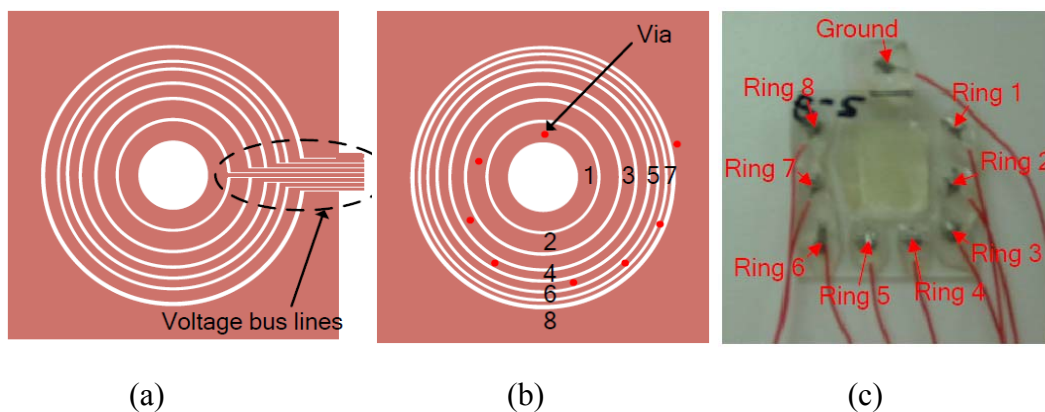 Voltage bus lines
Via
1 3 5 7
2
4
6
8
Ground
Ring 8
Ring 1
B-5
Ring 7
Ring 2
Ring 6
Ring 3
Ring 5
Ring 4
(a) (b) (c)